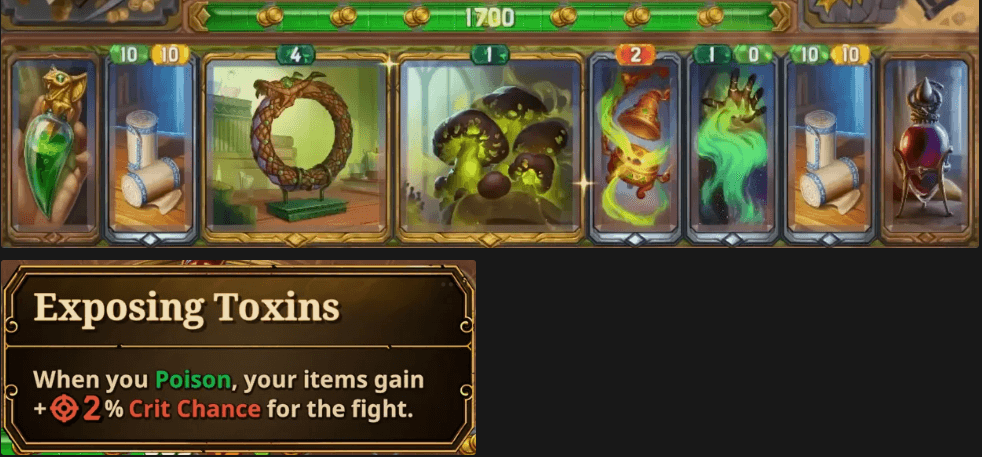 1700
10 10 4 1 2 1 0 10 10
Exposing Toxins
When you Poison, your items gain
+ 2% Crit Chance for the fight.